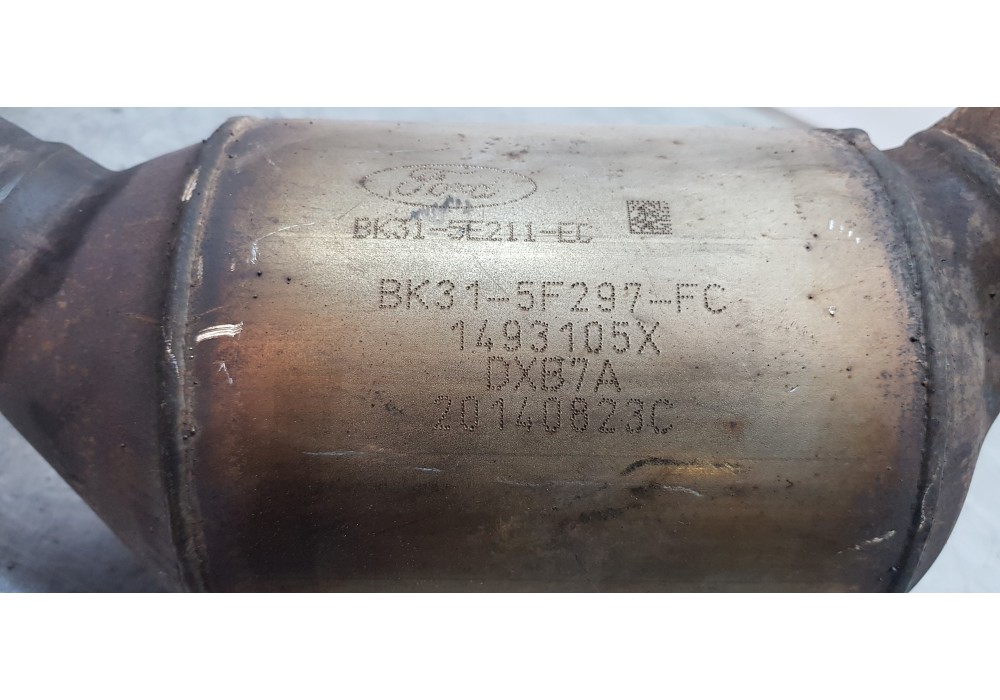 Ford
BK31-5E211-EC
BK31-5F297-FC
1493105X
DXB7A
20140823C